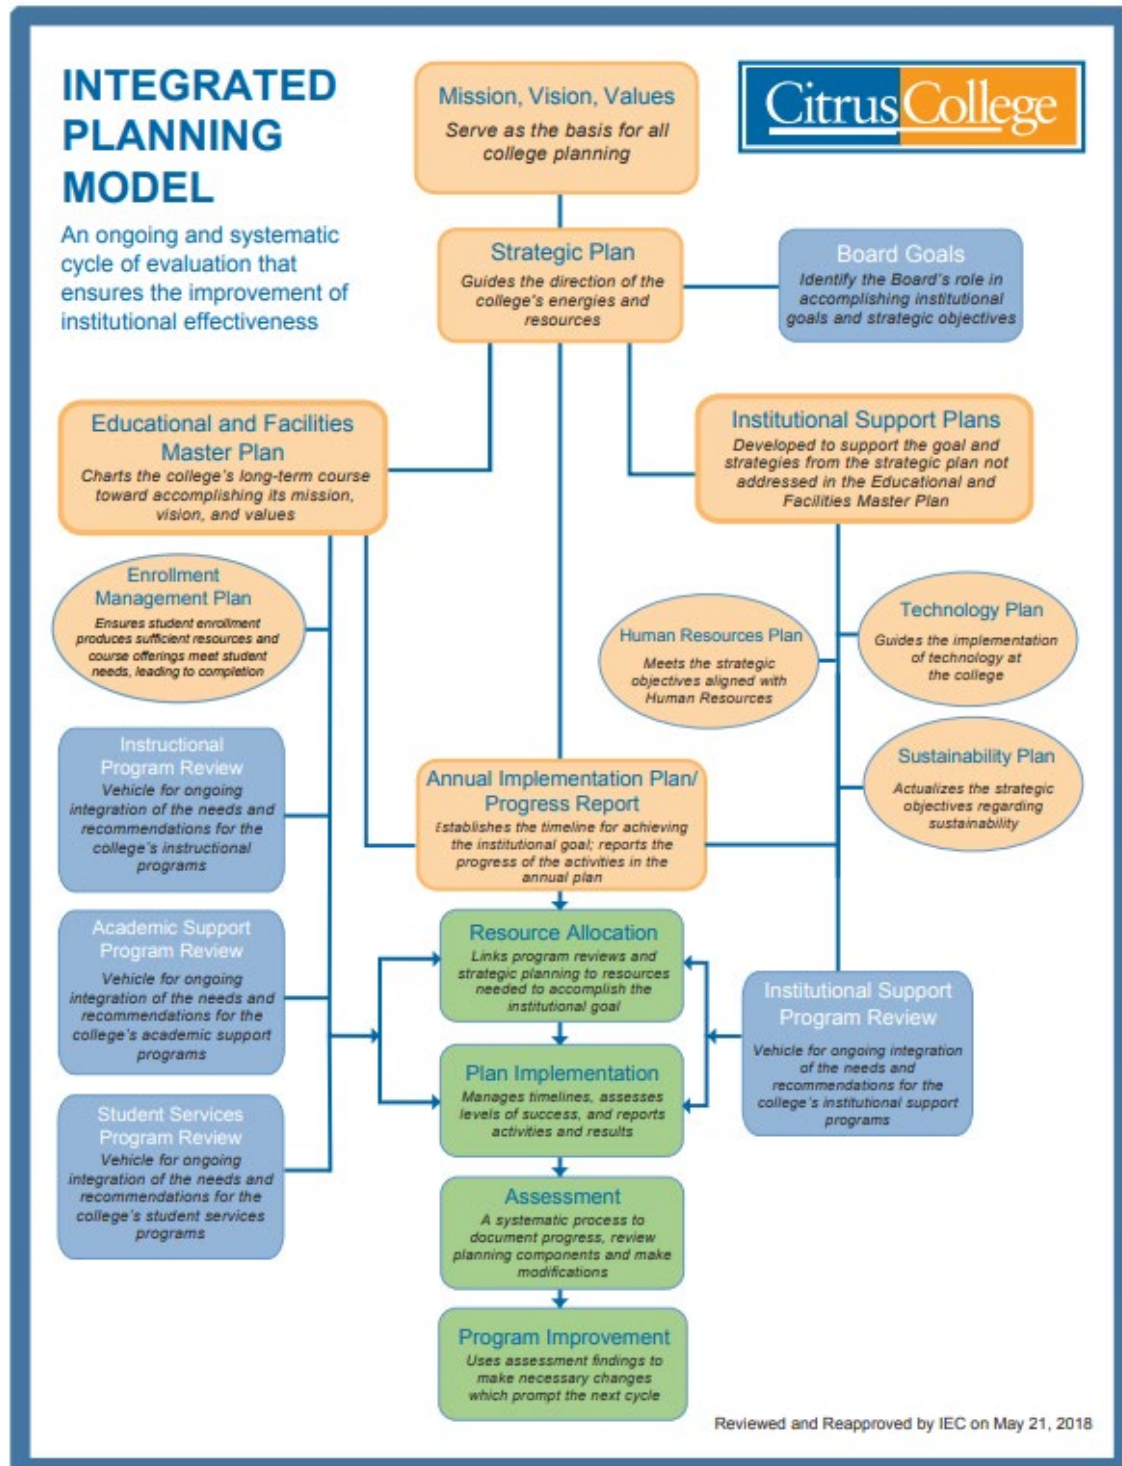 INTEGRATED
PLANNING
MODEL
An ongoing and systematic
cycle of evaluation that
ensures the improvement of
institutional effectiveness
Mission, Vision, Values
Serve as the basis for all
college planning
CitrusCollege
Strategic Plan
Guides the direction of the
college's energies and
resources
Board Goals
Identify the Board's role in
accomplishing institutional
goals and strategic objectives
Educational and Facilities
Master Plan
Charts the college's long-term course
toward accomplishing its mission,
vision, and values
Institutional Support Plans
Developed to support the goal and
strategies from the strategic plan not
addressed in the Educational and
Facilities Master Plan
Enrollment
Management Plan
Ensures student enrollment
produces sufficient resources and
course offerings meet student
needs, leading to completion
Human Resources Plan
Meets the strategic
objectives aligned with
Human Resources
Technology Plan
Guides the implementation
of technology at
the college
Sustainability Plan
Actualizes the strategic
objectives regarding
sustainability
Instructional
Program Review
Vehicle for ongoing
integration of the needs and
recommendations for the
college's instructional
programs
Annual Implementation Plan/
Progress Report
Establishes the timeline for achieving
the institutional goal; reports the
progress of the activities in the
annual plan
Academic Support
Program Review
Vehicle for ongoing
integration of the needs and
recommendations for the
college's academic support
programs
Resource Allocation
Links program reviews and
strategic planning to resources
needed to accomplish the
institutional goal
Institutional Support
Program Review
Vehicle for ongoing integration
of the needs and
recommendations for the
college's institutional support
programs
Plan Implementation
Manages timelines, assesses
levels of success, and reports
activities and results
Student Services
Program Review
Vehicle for ongoing
integration of the needs and
recommendations for the
college's student services
programs
Assessment
A systematic process to
document progress, review
planning components and make
modifications
Program Improvement
Uses assessment findings to
make necessary changes
which prompt the next cycle
Reviewed and Reapproved by IEC on May 21, 2018